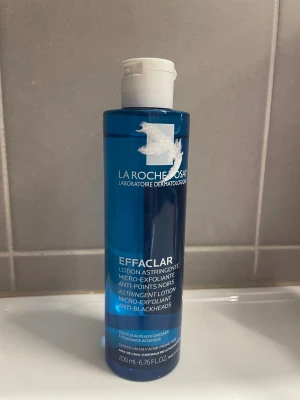 LA ROCHE-POSAY
LABORATOIRE DERMATOLOGIQUE
EFFACLAR
LOTION ASTRINGENTE
MICRO-EXFOLIANTE
ANTI-POINTS NOIRS
ASTRINGENT LOTION
MICRO-EXFOLIANT
ANTI-BLACKHEADS
200 mL - 6.76 FL.OZ.